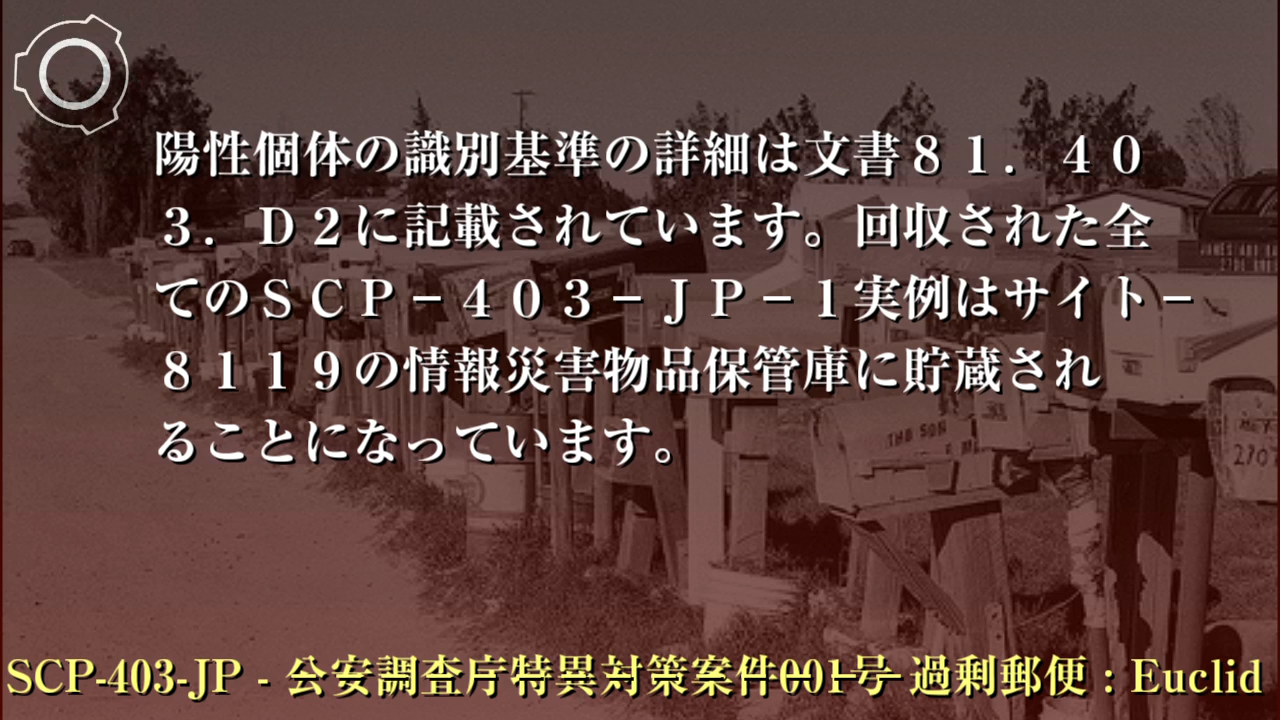 陽性個体の識別基準の詳細は文書８１．４０
３．Ｄ２に記載されています。回収された全
てのＳＣＰ－４０３－ＪＰ－１実例はサイト－
８１１９の情報災害物品保管庫に貯蔵され
ることになっています。
THE SON
270
SCP-403-JP - 公安調査庁特異対策案件001号 過剰郵便：Euclid